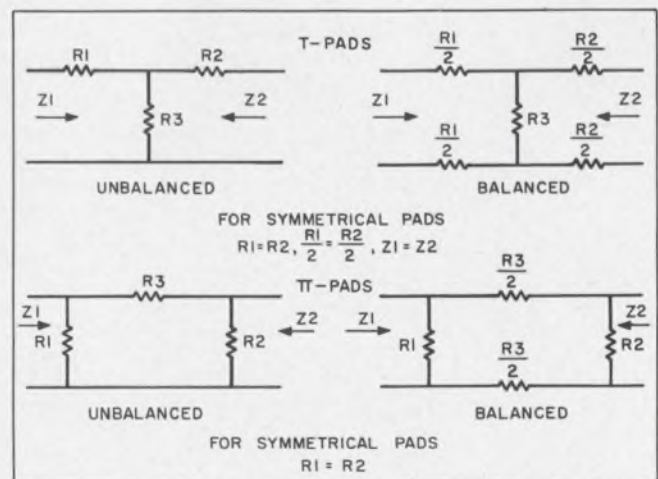 T-PADS
R1 R2
Z1 R3 Z2
UNBALANCED
R1/2 R2/2
Z1 R3 Z2
R1/2 R2/2
BALANCED
FOR SYMMETRICAL PADS
R1=R2, R1/2 = R2/2, Z1=Z2
π-PADS
R3
Z1 R1 R2 Z2
UNBALANCED
R3/2
Z1 R1 R2 Z2
R3/2
BALANCED
FOR SYMMETRICAL PADS
R1=R2